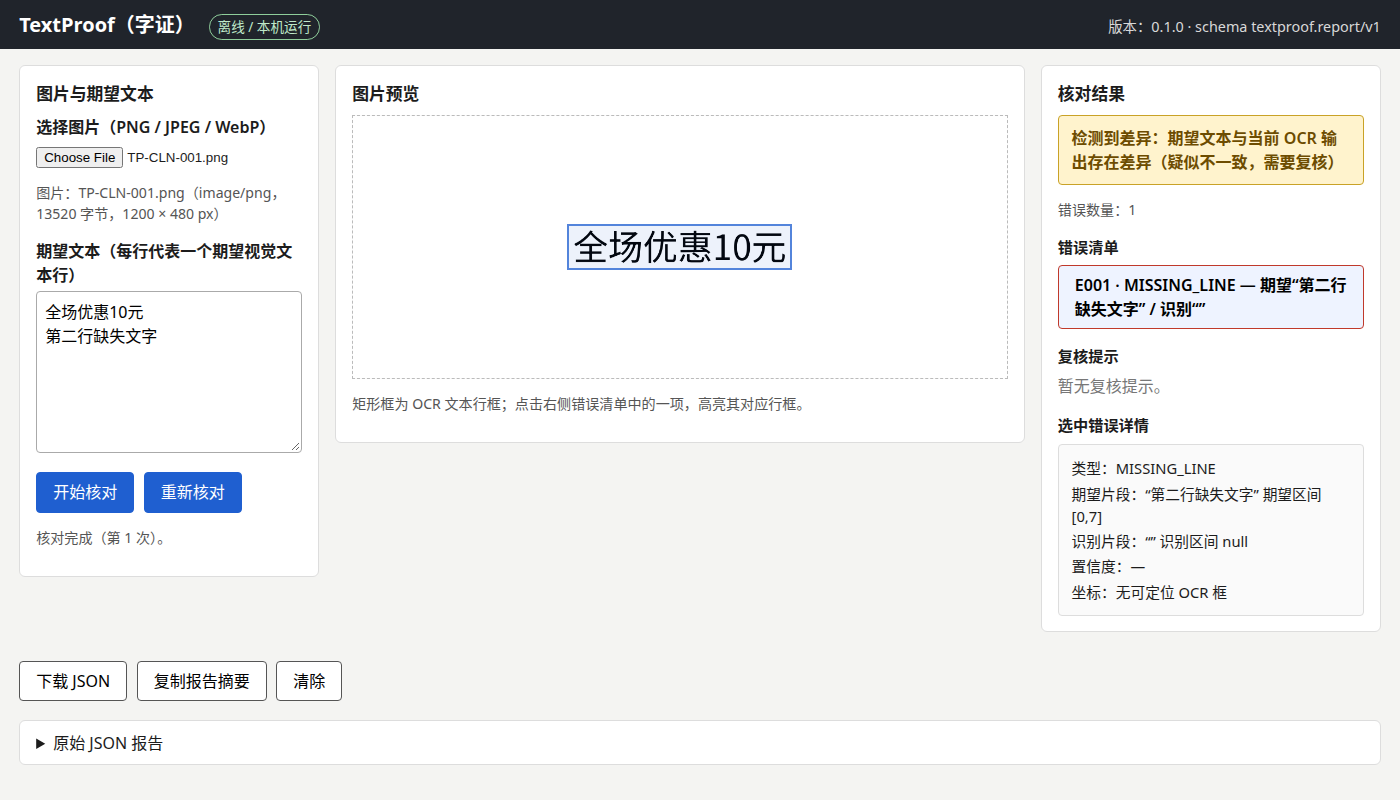 TextProof（字证）
离线 / 本机运行
版本：0.1.0 · schema textproof.report/v1
图片与期望文本
选择图片（PNG / JPEG / WebP）
Choose File TP-CLN-001.png
图片：TP-CLN-001.png（image/png，
13520 字节，1200 × 480 px）
期望文本（每行代表一个期望视觉文
本行）
全场优惠10元
第二行缺失文字
开始核对
重新核对
核对完成（第 1 次）。
图片预览
全场优惠10元
矩形框为 OCR 文本行框；点击右侧错误清单中的一项，高亮其对应行框。
核对结果
检测到差异：期望文本与当前 OCR 输
出存在差异（疑似不一致，需要复核）
错误数量：1
错误清单
E001 · MISSING_LINE — 期望“第二行
缺失文字” / 识别“”
复核提示
暂无复核提示。
选中错误详情
类型：MISSING_LINE
期望片段：“第二行缺失文字” 期望区间
[0,7]
识别片段：“” 识别区间 null
置信度：—
坐标：无可定位 OCR 框
下载 JSON
复制报告摘要
清除
原始 JSON 报告